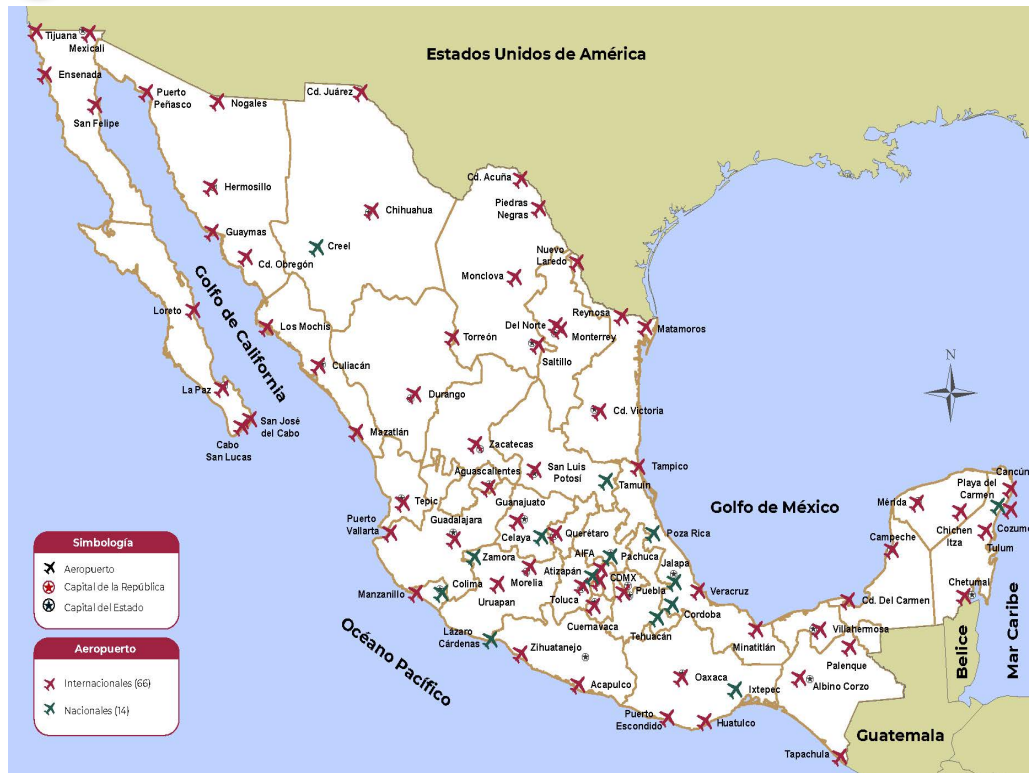 Tijuana
Mexicali
Ensenada
San Felipe
Puerto
Peñasco
Nogales
Cd. Juárez
Estados Unidos de América
Hermosillo
Chihuahua
Cd. Acuña
Piedras
Negras
Guaymas
Creel
Cd. Obregón
Nuevo
Laredo
Monclova
Golfo de California
Loreto
Los Mochis
Torreón
Del Norte
Reynosa
Monterrey
Matamoros
Saltillo
Culiacán
La Paz
Durango
San José
del Cabo
Cabo
San Lucas
Mazatlán
Cd. Victoria
N
Zacatecas
Aguascalientes
San Luis
Potosí
Tampico
Tamuín
Tepic
Guanajuato
Golfo de México
Cancún
Playa del
Carmen
Mérida
Puerto
Vallarta
Guadalajara
Celaya
Querétaro
Poza Rica
Chichen
Itza
Cozume
Tulum
Campeche
Zamora
AIFA
Pachuca
Jalapa
Colima
Morelia
Atizapán
CDMX
Manzanillo
Uruapan
Toluca
Puebla
Veracruz
Chetumal
Cd. Del Carmen
Cuernavaca
Cordoba
Tehuacán
Lázaro
Cárdenas
Zihuatanejo
Minatitlán
Villahermosa
Palenque
Acapulco
Oaxaca
Ixtepec
Albino Corzo
Puerto
Escondido
Huatulco
Tapachula
Océano Pacífico
Belice
Mar Caribe
Guatemala
Simbología
Aeropuerto
Capital de la República
Capital del Estado
Aeropuerto
Internacionales (66)
Nacionales (14)